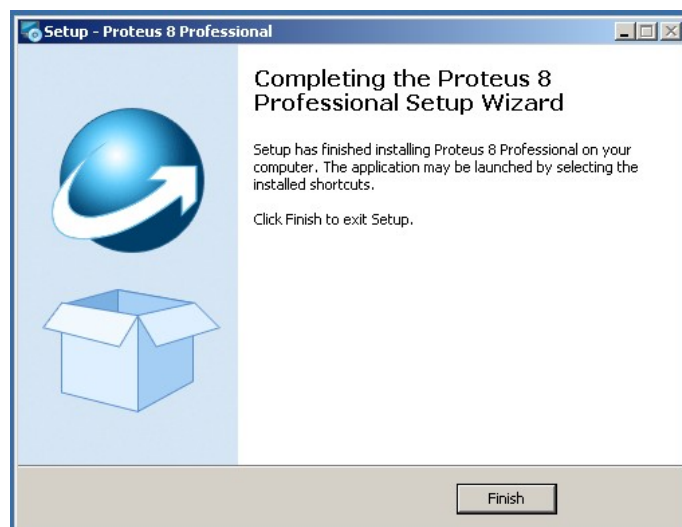 Setup - Proteus 8 Professional
Completing the Proteus 8
Professional Setup Wizard
Setup has finished installing Proteus 8 Professional on your
computer. The application may be launched by selecting the
installed shortcuts.
Click Finish to exit Setup.
Finish